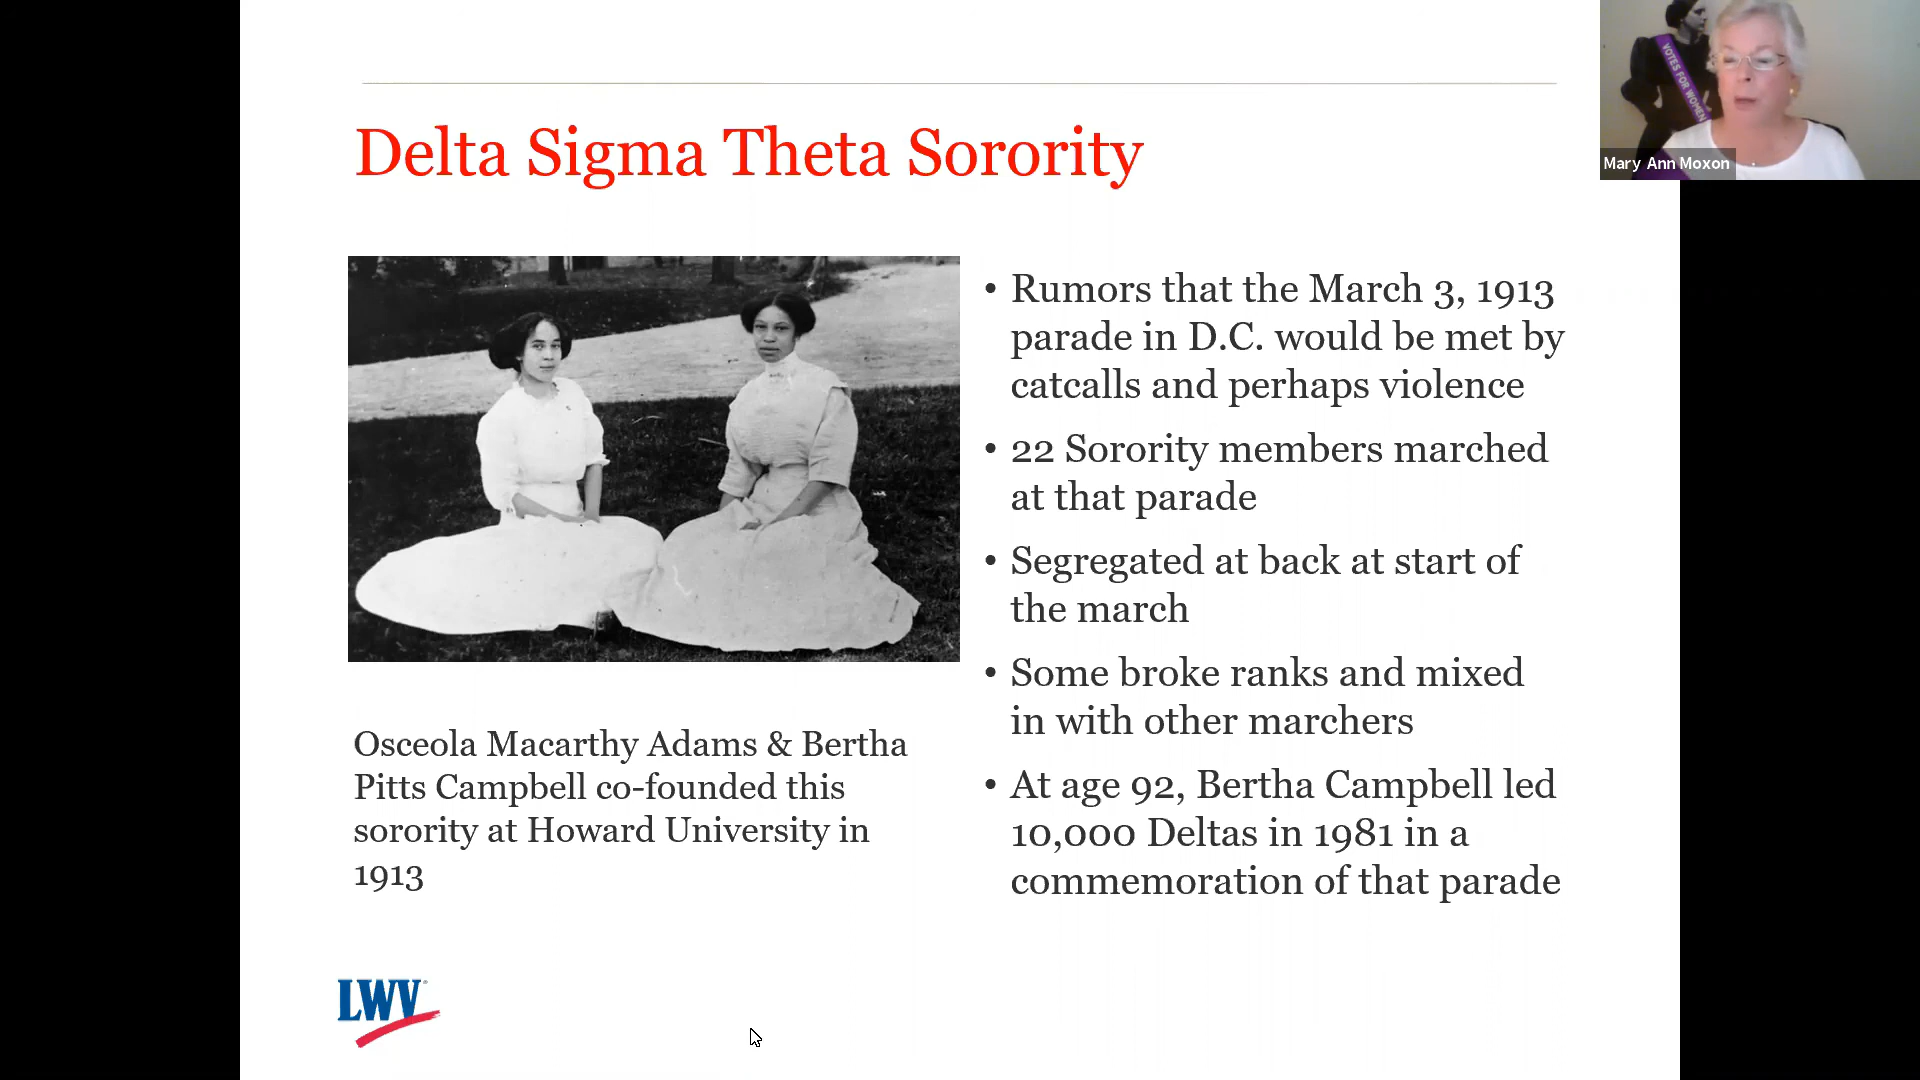 Delta Sigma Theta Sorority
VOTES FOR WOMEN
Mary Ann Moxon
Osceola Macarthy Adams & Bertha
Pitts Campbell co-founded this
sorority at Howard University in
1913
• Rumors that the March 3, 1913
parade in D.C. would be met by
catcalls and perhaps violence
• 22 Sorority members marched
at that parade
• Segregated at back at start of
the march
• Some broke ranks and mixed
in with other marchers
• At age 92, Bertha Campbell led
10,000 Deltas in 1981 in a
commemoration of that parade
LWV